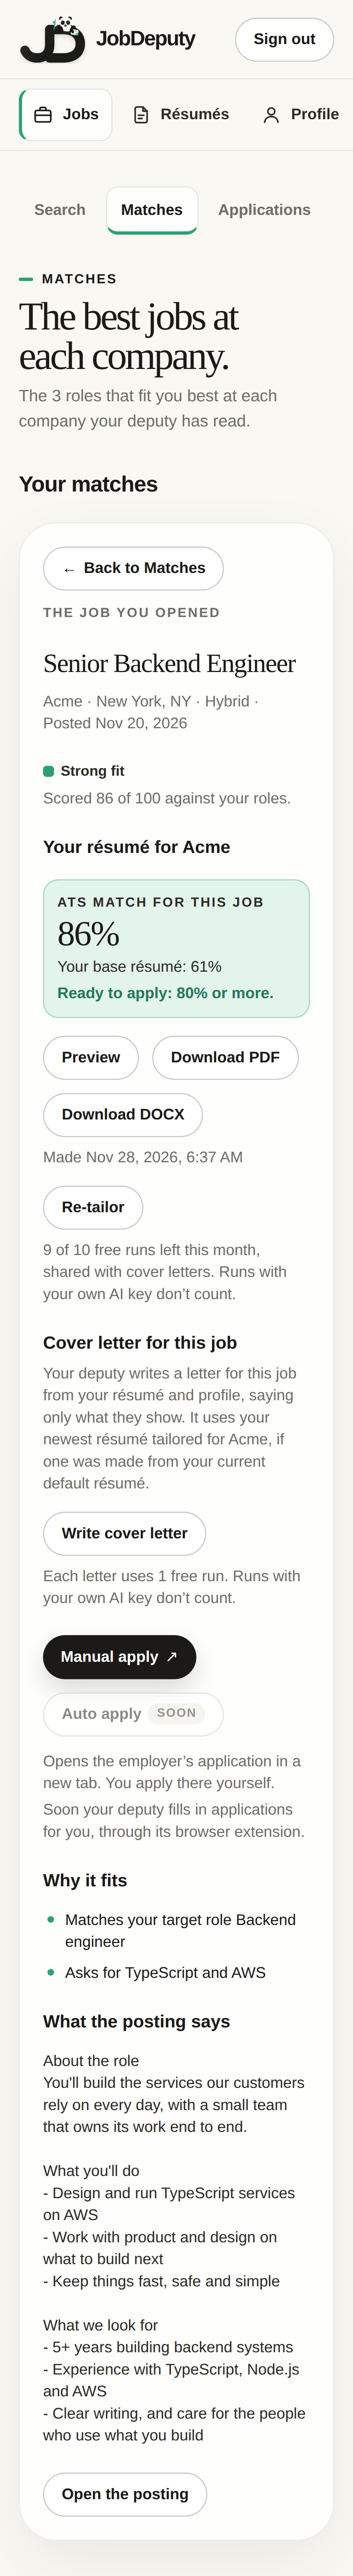 JD JobDeputy
Sign out
Jobs
Résumés
Profile
Search
Matches
Applications
MATCHES
The best jobs at
each company.
The 3 roles that fit you best at each
company your deputy has read.
Your matches
← Back to Matches
THE JOB YOU OPENED
Senior Backend Engineer
Acme · New York, NY · Hybrid ·
Posted Nov 20, 2026
Strong fit
Scored 86 of 100 against your roles.
Your résumé for Acme
ATS MATCH FOR THIS JOB
86%
Your base résumé: 61%
Ready to apply: 80% or more.
Preview
Download PDF
Download DOCX
Made Nov 28, 2026, 6:37 AM
Re-tailor
9 of 10 free runs left this month,
shared with cover letters. Runs with
your own AI key don’t count.
Cover letter for this job
Your deputy writes a letter for this job
from your résumé and profile, saying
only what they show. It uses your
newest résumé tailored for Acme, if
one was made from your current
default résumé.
Write cover letter
Each letter uses 1 free run. Runs with
your own AI key don’t count.
Manual apply ↗
Auto apply SOON
Opens the employer’s application in a
new tab. You apply there yourself.
Soon your deputy fills in applications
for you, through its browser extension.
Why it fits
Matches your target role Backend
engineer
Asks for TypeScript and AWS
What the posting says
About the role
You'll build the services our customers
rely on every day, with a small team
that owns its work end to end.
What you'll do
- Design and run TypeScript services
on AWS
- Work with product and design on
what to build next
- Keep things fast, safe and simple
What we look for
- 5+ years building backend systems
- Experience with TypeScript, Node.js
and AWS
- Clear writing, and care for the people
who use what you build
Open the posting